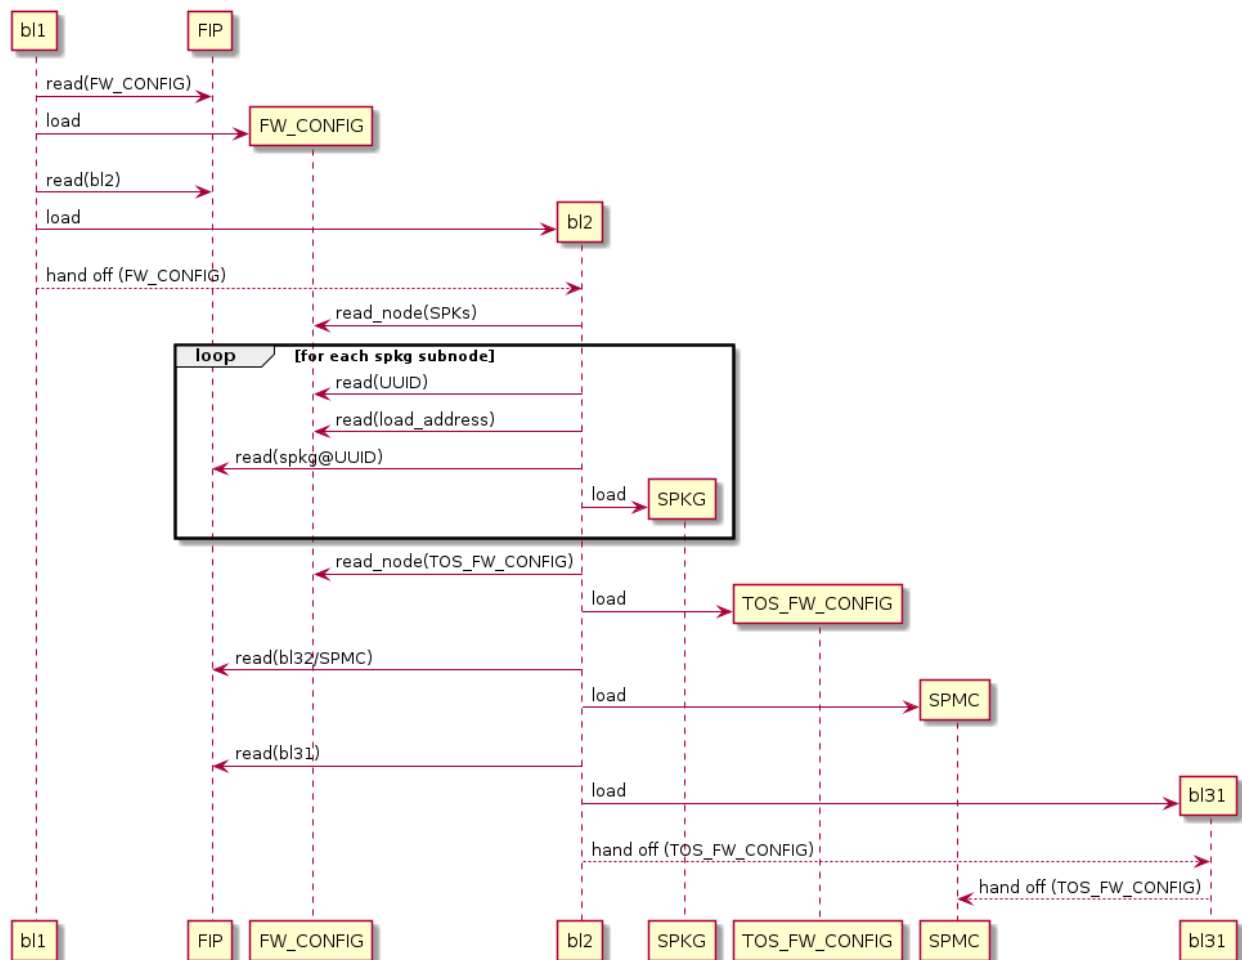 bl1
FIP
read(FW_CONFIG)
load
FW_CONFIG
read(bl2)
load
bl2
hand off (FW_CONFIG)
read_node(SPKs)
loop [for each spkg subnode]
read(UUID)
read(load_address)
read(spkg@UUID)
load
SPKG
read_node(TOS_FW_CONFIG)
load
TOS_FW_CONFIG
read(bl32/SPMC)
load
SPMC
read(bl31)
load
bl31
hand off (TOS_FW_CONFIG)
hand off (TOS_FW_CONFIG)
bl1
FIP
FW_CONFIG
bl2
SPKG
TOS_FW_CONFIG
SPMC
bl31